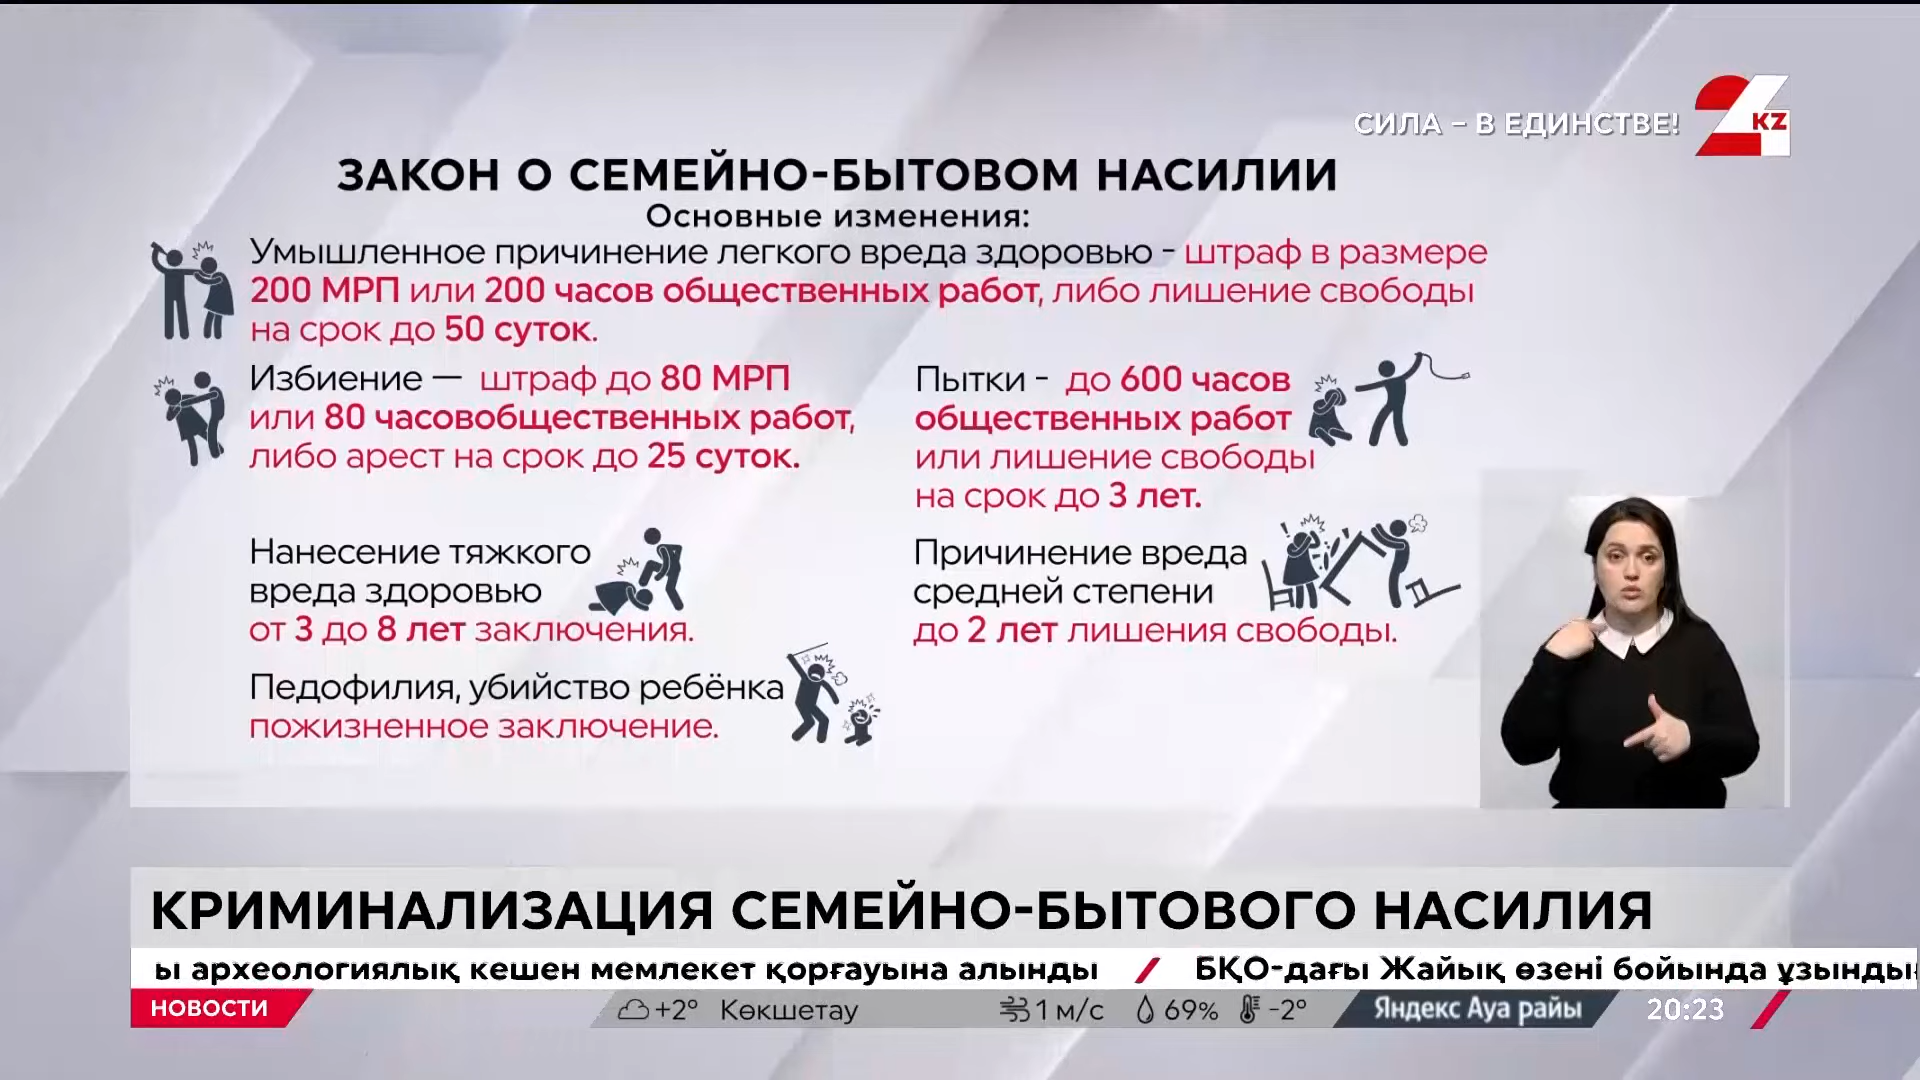 СИЛА – В ЕДИНСТВЕ!
24 KZ
ЗАКОН О СЕМЕЙНО-БЫТОВОМ НАСИЛИИ
Основные изменения:
Умышленное причинение легкого вреда здоровью - штраф в размере
200 МРП или 200 часов общественных работ, либо лишение свободы
на срок до 50 суток.
Избиение — штраф до 80 МРП
или 80 часовобщественных работ,
либо арест на срок до 25 суток.
Пытки - до 600 часов
общественных работ
или лишение свободы
на срок до 3 лет.
Нанесение тяжкого
вреда здоровью
от 3 до 8 лет заключения.
Причинение вреда
средней степени
до 2 лет лишения свободы.
Педофилия, убийство ребёнка
пожизненное заключение.
КРИМИНАЛИЗАЦИЯ СЕМЕЙНО-БЫТОВОГО НАСИЛИЯ
ы археологиялық кешен мемлекет қорғауына алынды / БҚО-дағы Жайық өзені бойында ұзынды
НОВОСТИ +2° Көкшетау 1 м/с 69% -2° Яндекс Ауа райы 20:23